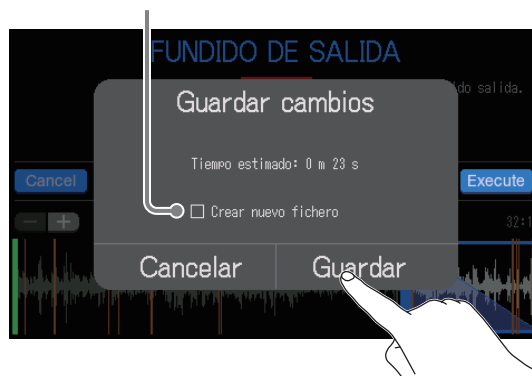 FUNDIDO DE SALIDA
do salida.
Guardar cambios
Tiempo estimado: 0 m 23 s
Cancel
Execute
Crear nuevo fichero
32:1
Cancelar
Guardar